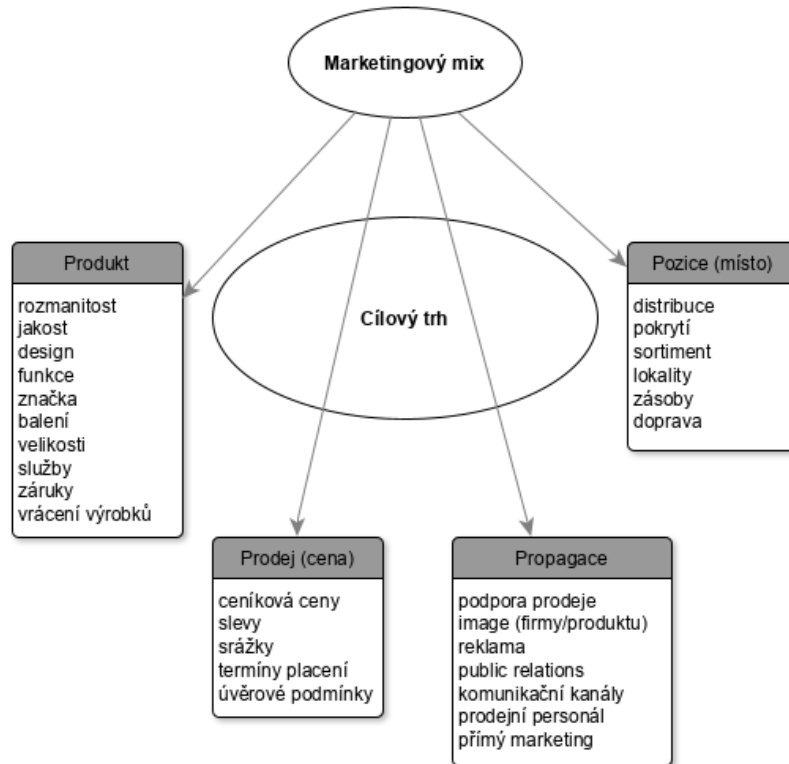 Marketingový mix
Cílový trh
Produkt
rozmanitost
jakost
design
funkce
značka
balení
velikosti
služby
záruky
vrácení výrobků
Prodej (cena)
ceníková ceny
slevy
srážky
termíny placení
úvěrové podmínky
Propagace
podpora prodeje
image (firmy/produktu)
reklama
public relations
komunikační kanály
prodejní personál
přímý marketing
Pozice (místo)
distribuce
pokrytí
sortiment
lokality
zásoby
doprava